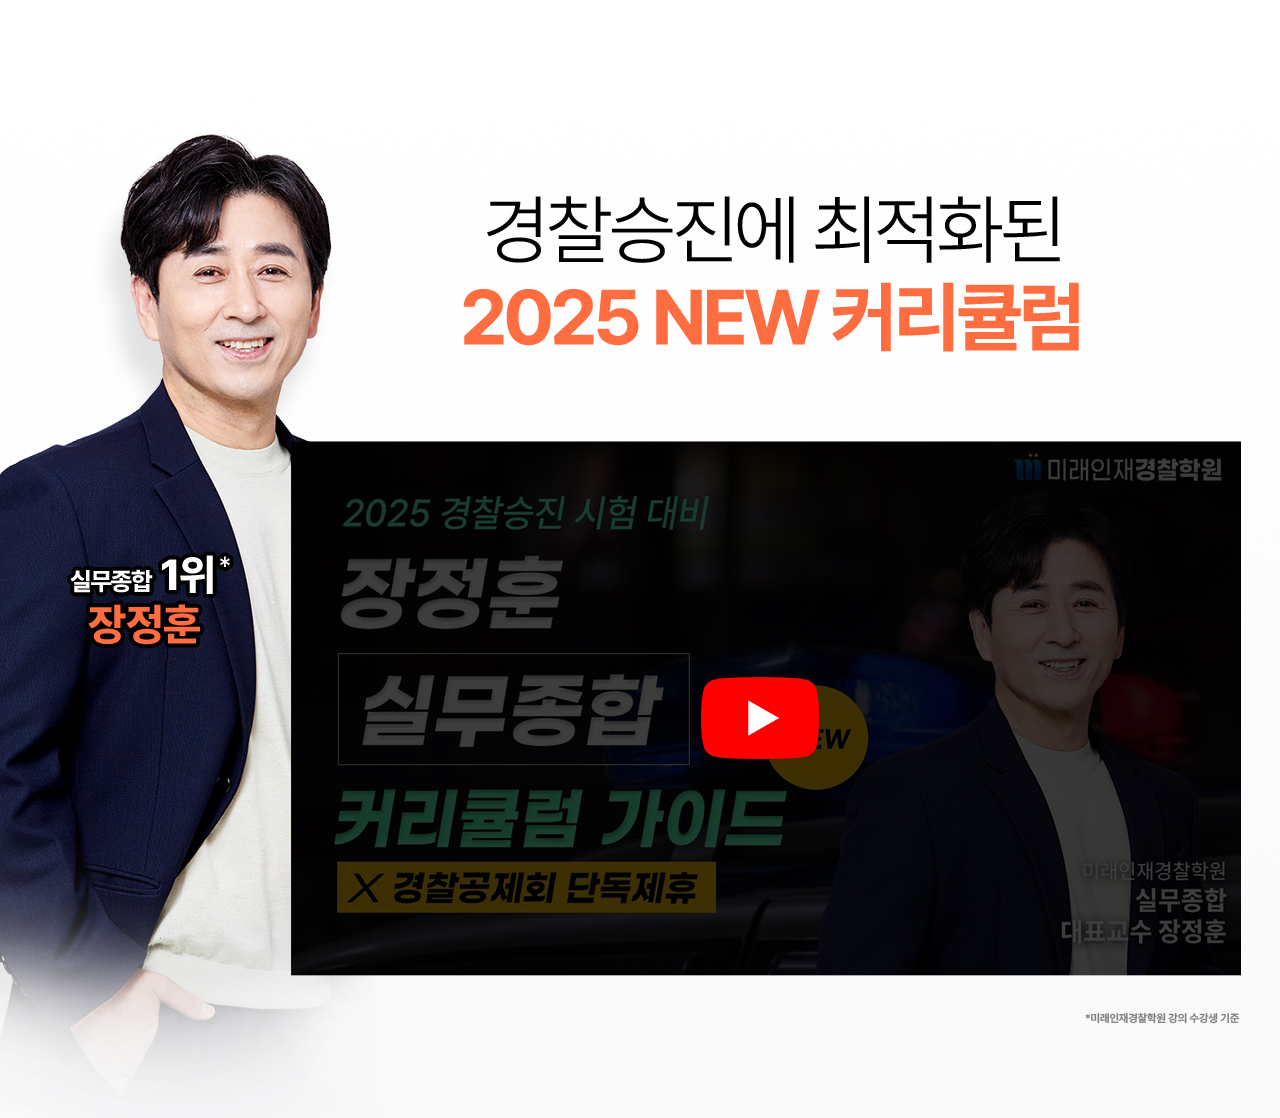 경찰승진에 최적화된
2025 NEW 커리큘럼
실무종합 1위*
장정훈
미래인재경찰학원
2025 경찰승진 시험 대비
장정훈
실무종합
EW
커리큘럼 가이드
X 경찰공제회 단독제휴
미래인재경찰학원
실무종합
대표교수 장정훈
*미래인재경찰학원 강의 수강생 기준